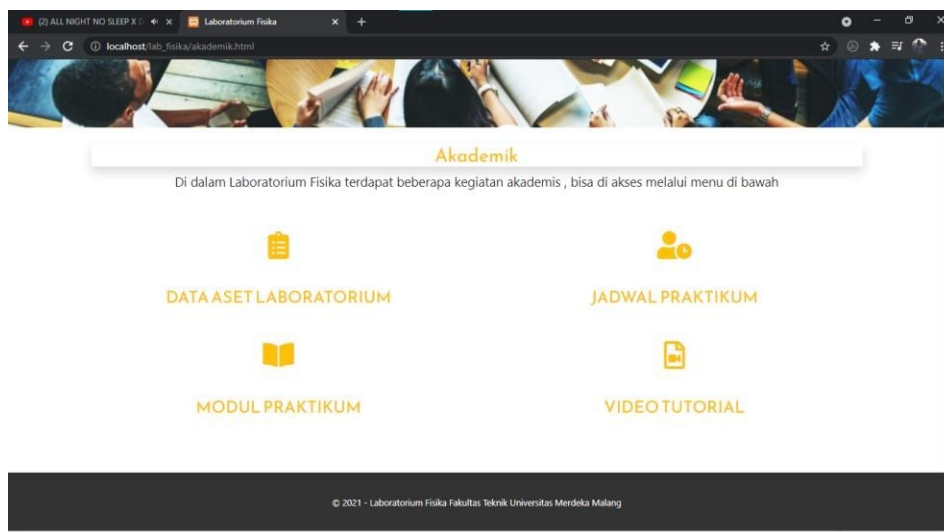 (2) ALL NIGHT NO SLEEP X D
Laboratorium Fisika
localhost/lab_fisika/akademik.html
Akademik
Di dalam Laboratorium Fisika terdapat beberapa kegiatan akademis , bisa di akses melalui menu di bawah
DATA ASET LABORATORIUM
JADWAL PRAKTIKUM
MODUL PRAKTIKUM
VIDEO TUTORIAL
© 2021 - Laboratorium Fisika Fakultas Teknik Universitas Merdeka Malang